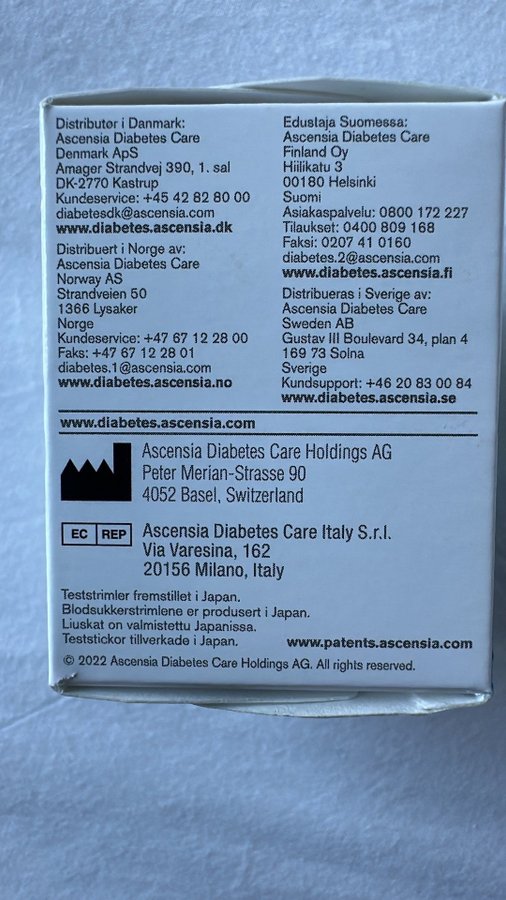 Distributør i Danmark:
Ascensia Diabetes Care
Denmark ApS
Amager Strandvej 390, 1. sal
DK-2770 Kastrup
Kundeservice: +45 42 82 80 00
diabetesdk@ascensia.com
www.diabetes.ascensia.dk
Distribuert i Norge av:
Ascensia Diabetes Care
Norway AS
Strandveien 50
1366 Lysaker
Norge
Kundeservice: +47 67 12 28 00
Faks: +47 67 12 28 01
diabetes.1@ascensia.com
www.diabetes.ascensia.no
Edustaja Suomessa:
Ascensia Diabetes Care
Finland Oy
Hiilikatu 3
00180 Helsinki
Suomi
Asiakaspalvelu: 0800 172 227
Tilaukset: 0400 809 168
Faksi: 0207 41 0160
diabetes.2@ascensia.com
www.diabetes.ascensia.fi
Distribueras i Sverige av:
Ascensia Diabetes Care
Sweden AB
Gustav III Boulevard 34, plan 4
169 73 Solna
Sverige
Kundsupport: +46 20 83 00 84
www.diabetes.ascensia.se
www.diabetes.ascensia.com
Ascensia Diabetes Care Holdings AG
Peter Merian-Strasse 90
4052 Basel, Switzerland
EC REP
Ascensia Diabetes Care Italy S.r.l.
Via Varesina, 162
20156 Milano, Italy
Teststrimler fremstillet i Japan.
Blodsukkerstrimlene er produsert i Japan.
Liuskat on valmistettu Japanissa.
Teststickor tillverkade i Japan.
www.patents.ascensia.com
© 2022 Ascensia Diabetes Care Holdings AG. All rights reserved.